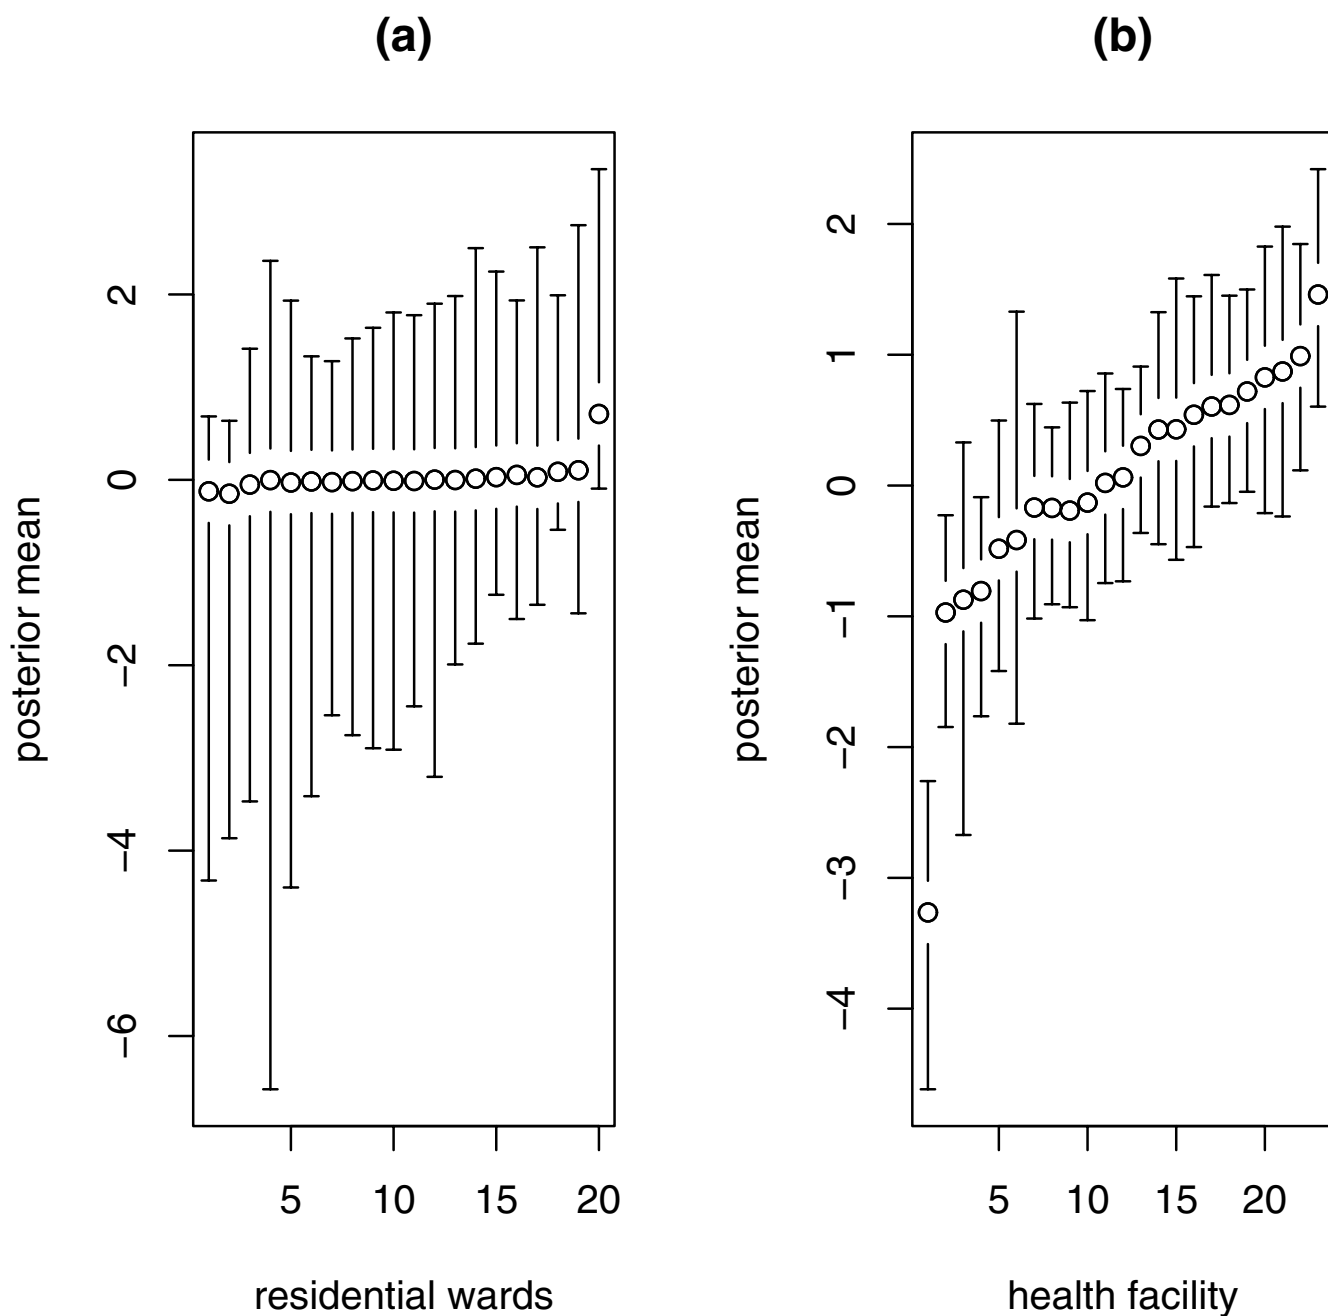 (a)
posterior mean
2
0
−2
−4
−6
5 10 15 20
residential wards
(b)
posterior mean
2
1
0
−1
−2
−3
−4
5 10 15 20
health facility